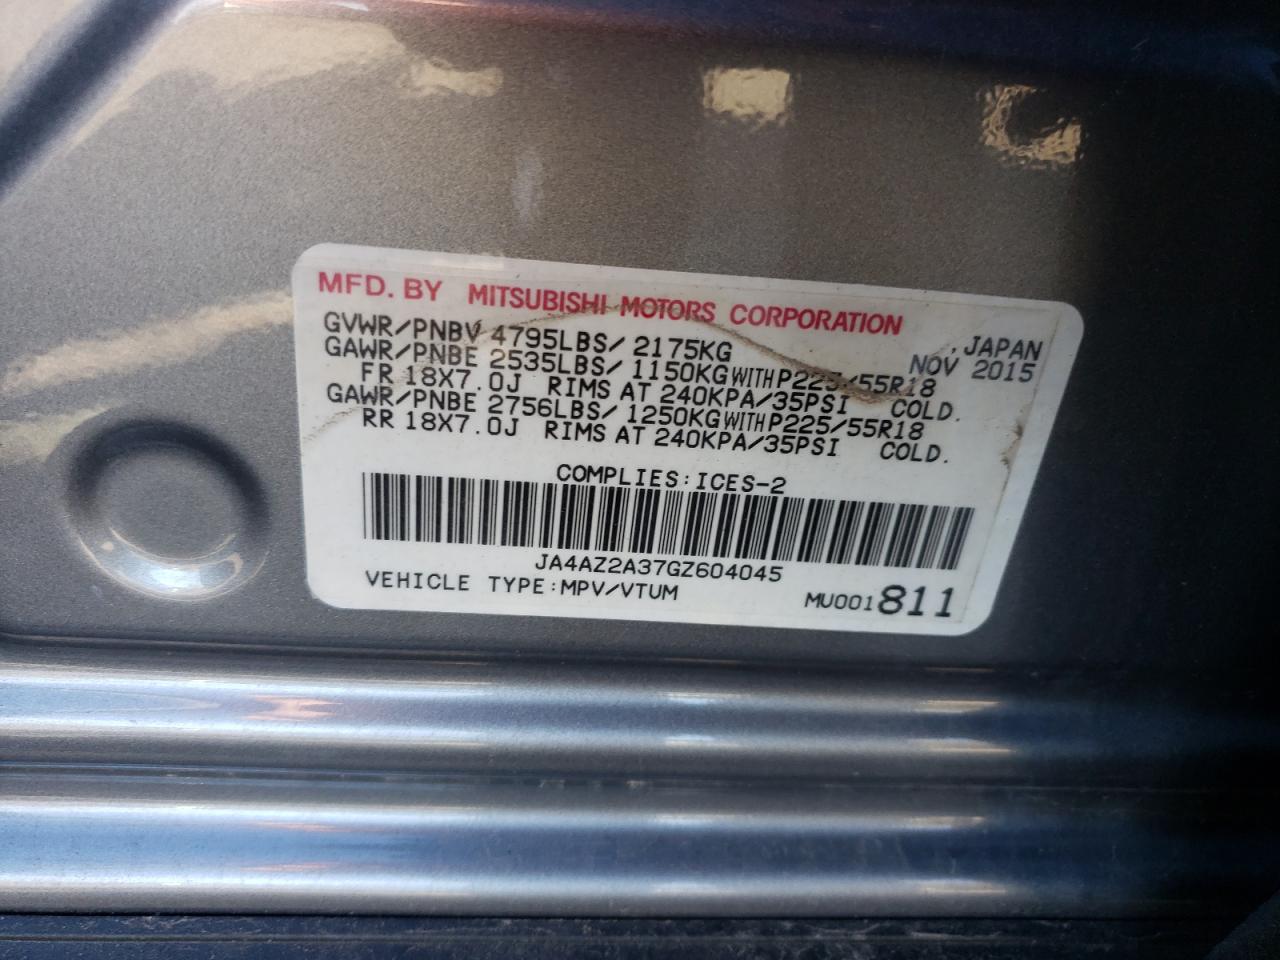 MFD. BY MITSUBISHI MOTORS CORPORATION
, JAPAN
GVWR/PNBV 4795LBS/ 2175KG NOV 2015
GAWR/PNBE 2535LBS/ 1150KG WITH P225/55R18
FR 18X7.0J RIMS AT 240KPA/35PSI COLD.
GAWR/PNBE 2756LBS/ 1250KG WITH P225/55R18
RR 18X7.0J RIMS AT 240KPA/35PSI COLD.
COMPLIES:ICES-2
JA4AZ2A37GZ604045
VEHICLE TYPE:MPV/VTUM MU001811